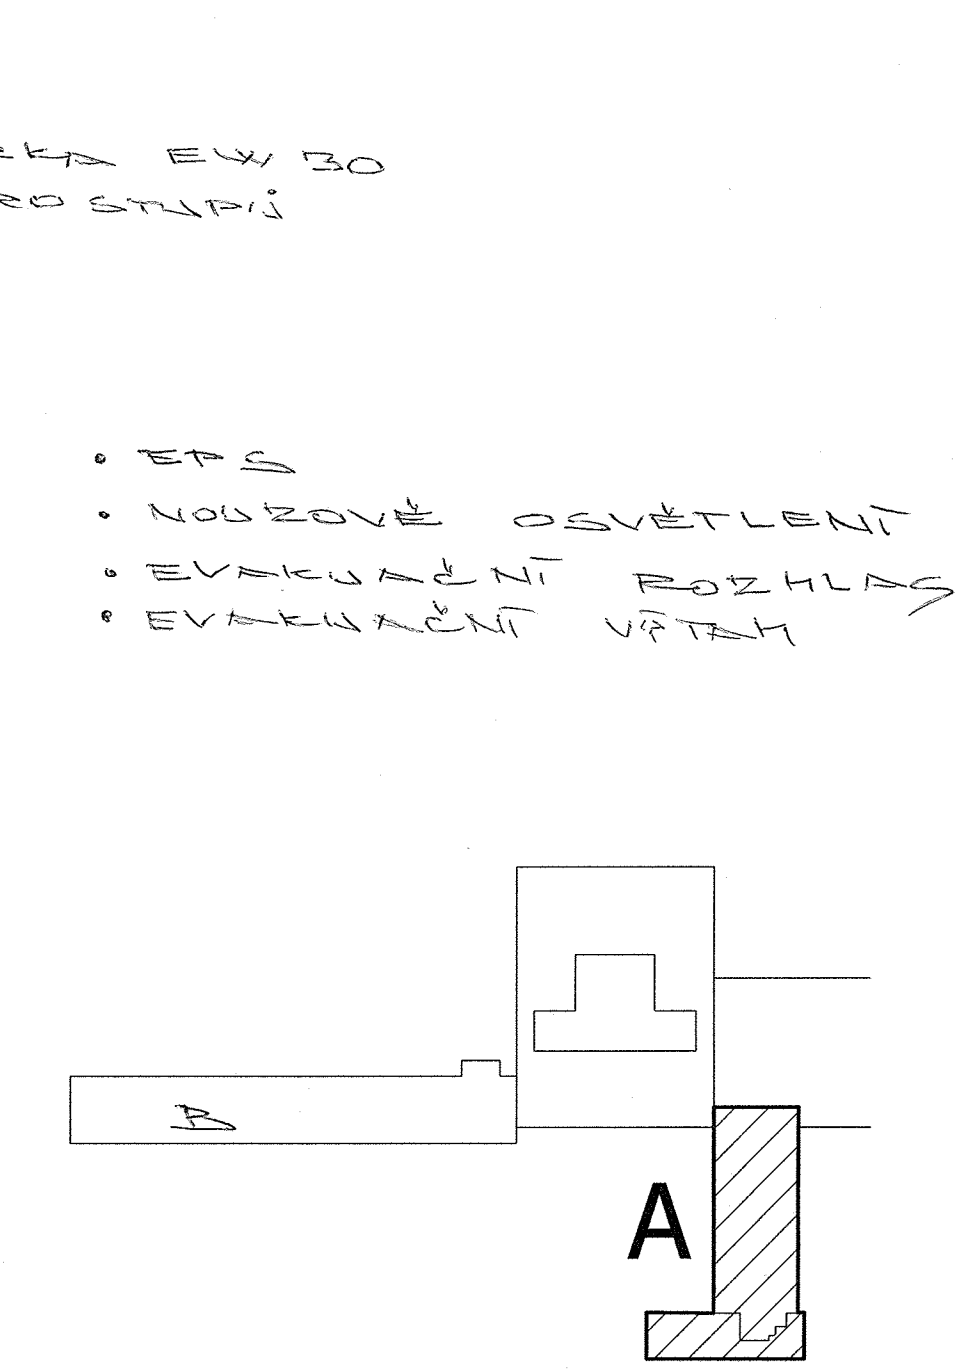 EW 30
• EPS
• NOUZOVÉ OSVĚTLENÍ
• EVAKUAČNÍ ROZHLAS
• EVAKUAČNÍ VÝTAH
B
A